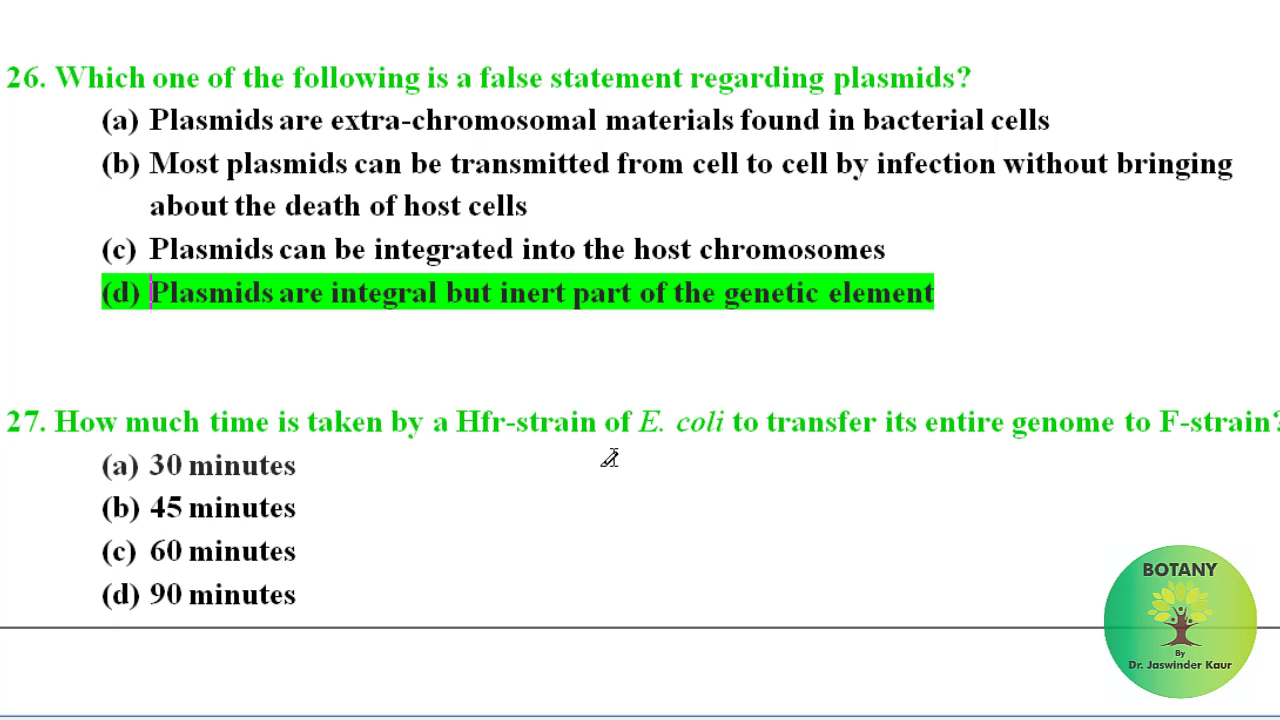 26. Which one of the following is a false statement regarding plasmids?
(a) Plasmids are extra-chromosomal materials found in bacterial cells
(b) Most plasmids can be transmitted from cell to cell by infection without bringing
about the death of host cells
(c) Plasmids can be integrated into the host chromosomes
(d) Plasmids are integral but inert part of the genetic element
27. How much time is taken by a Hfr-strain of E. coli to transfer its entire genome to F-strain?
(a) 30 minutes
(b) 45 minutes
(c) 60 minutes
(d) 90 minutes
BOTANY
By
Dr. Jaswinder Kaur